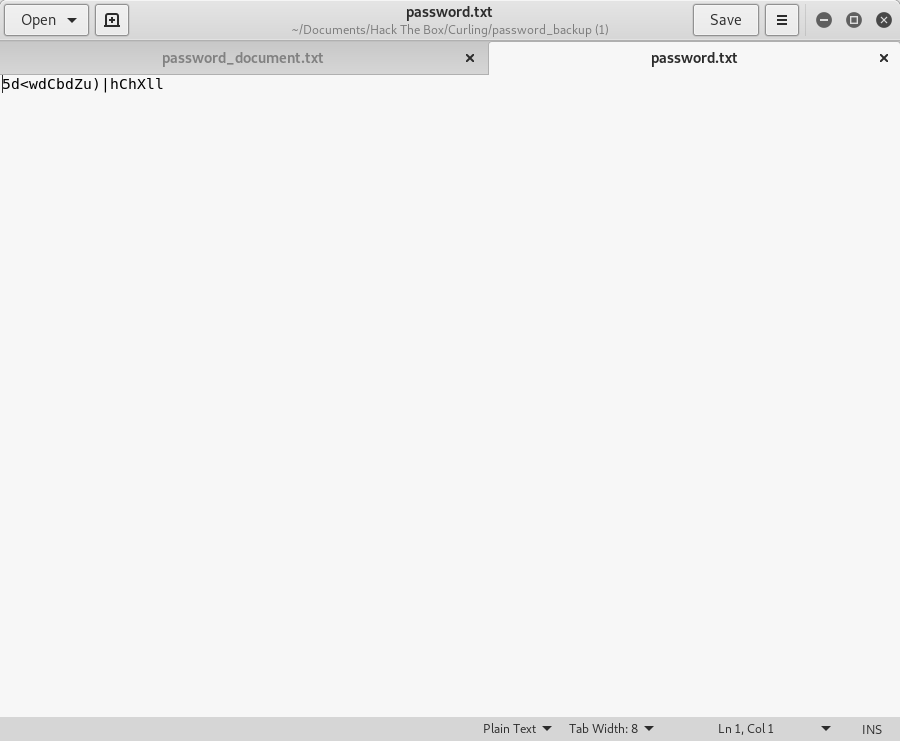 Open
password.txt
~/Documents/Hack The Box/Curling/password_backup (1)
Save
password_document.txt
password.txt
5d<wdCbdZu)|hChXll
Plain Text
Tab Width: 8
Ln 1, Col 1
INS